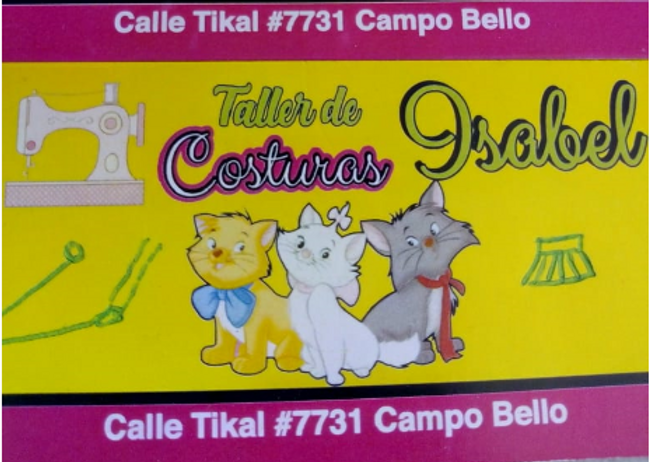 Calle Tikal #7731 Campo Bello
Taller de
Costuras Isabel
Calle Tikal #7731 Campo Bello